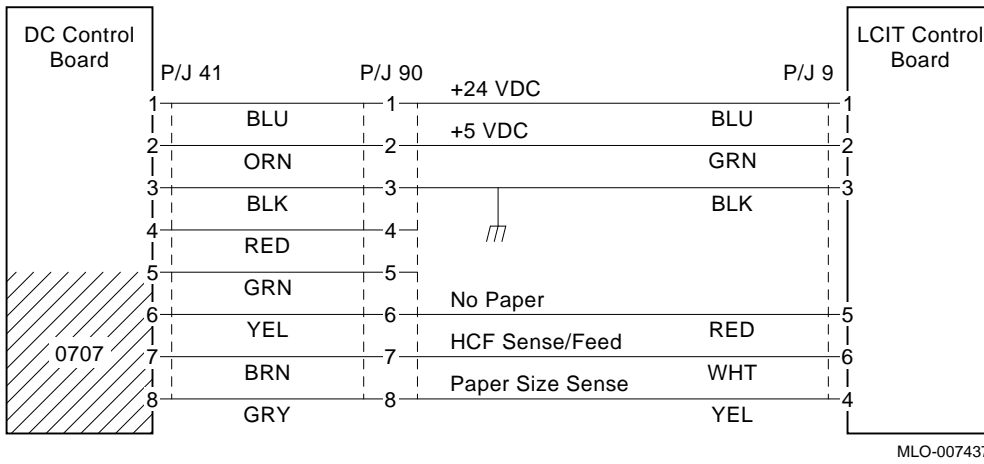 DC Control
Board
LCIT Control
Board
P/J 41
P/J 90
P/J 9
+24 VDC
1
1
1
BLU
BLU
+5 VDC
2
2
2
ORN
GRN
3
3
3
BLK
BLK
4
4
RED
5
5
GRN
No Paper
6
6
5
YEL
RED
HCF Sense/Feed
0707
7
7
6
BRN
WHT
Paper Size Sense
8
8
4
GRY
YEL
MLO-007437